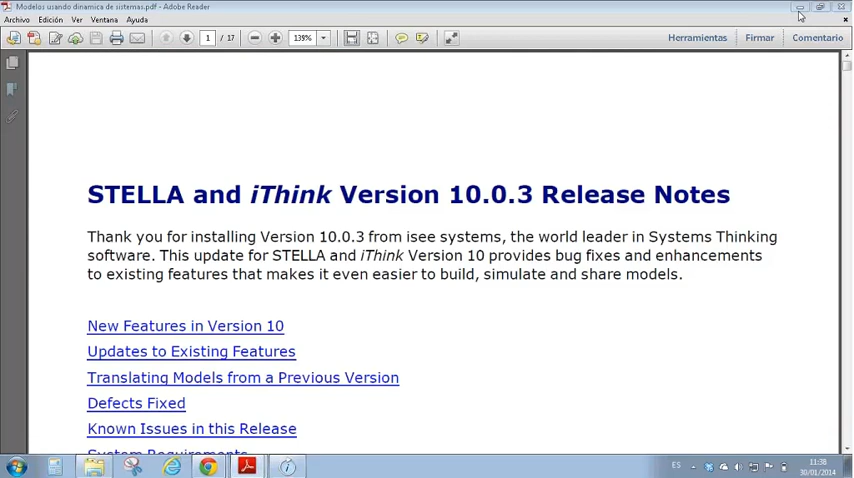 Modelos usando dinamica de sistemas.pdf - Adobe Reader
Archivo Edición Ver Ventana Ayuda
1 / 17 139% Herramientas Firmar Comentario
STELLA and iThink Version 10.0.3 Release Notes
Thank you for installing Version 10.0.3 from isee systems, the world leader in Systems Thinking
software. This update for STELLA and iThink Version 10 provides bug fixes and enhancements
to existing features that makes it even easier to build, simulate and share models.
New Features in Version 10
Updates to Existing Features
Translating Models from a Previous Version
Defects Fixed
Known Issues in this Release
System Requirements
ES
11:38
30/01/2014